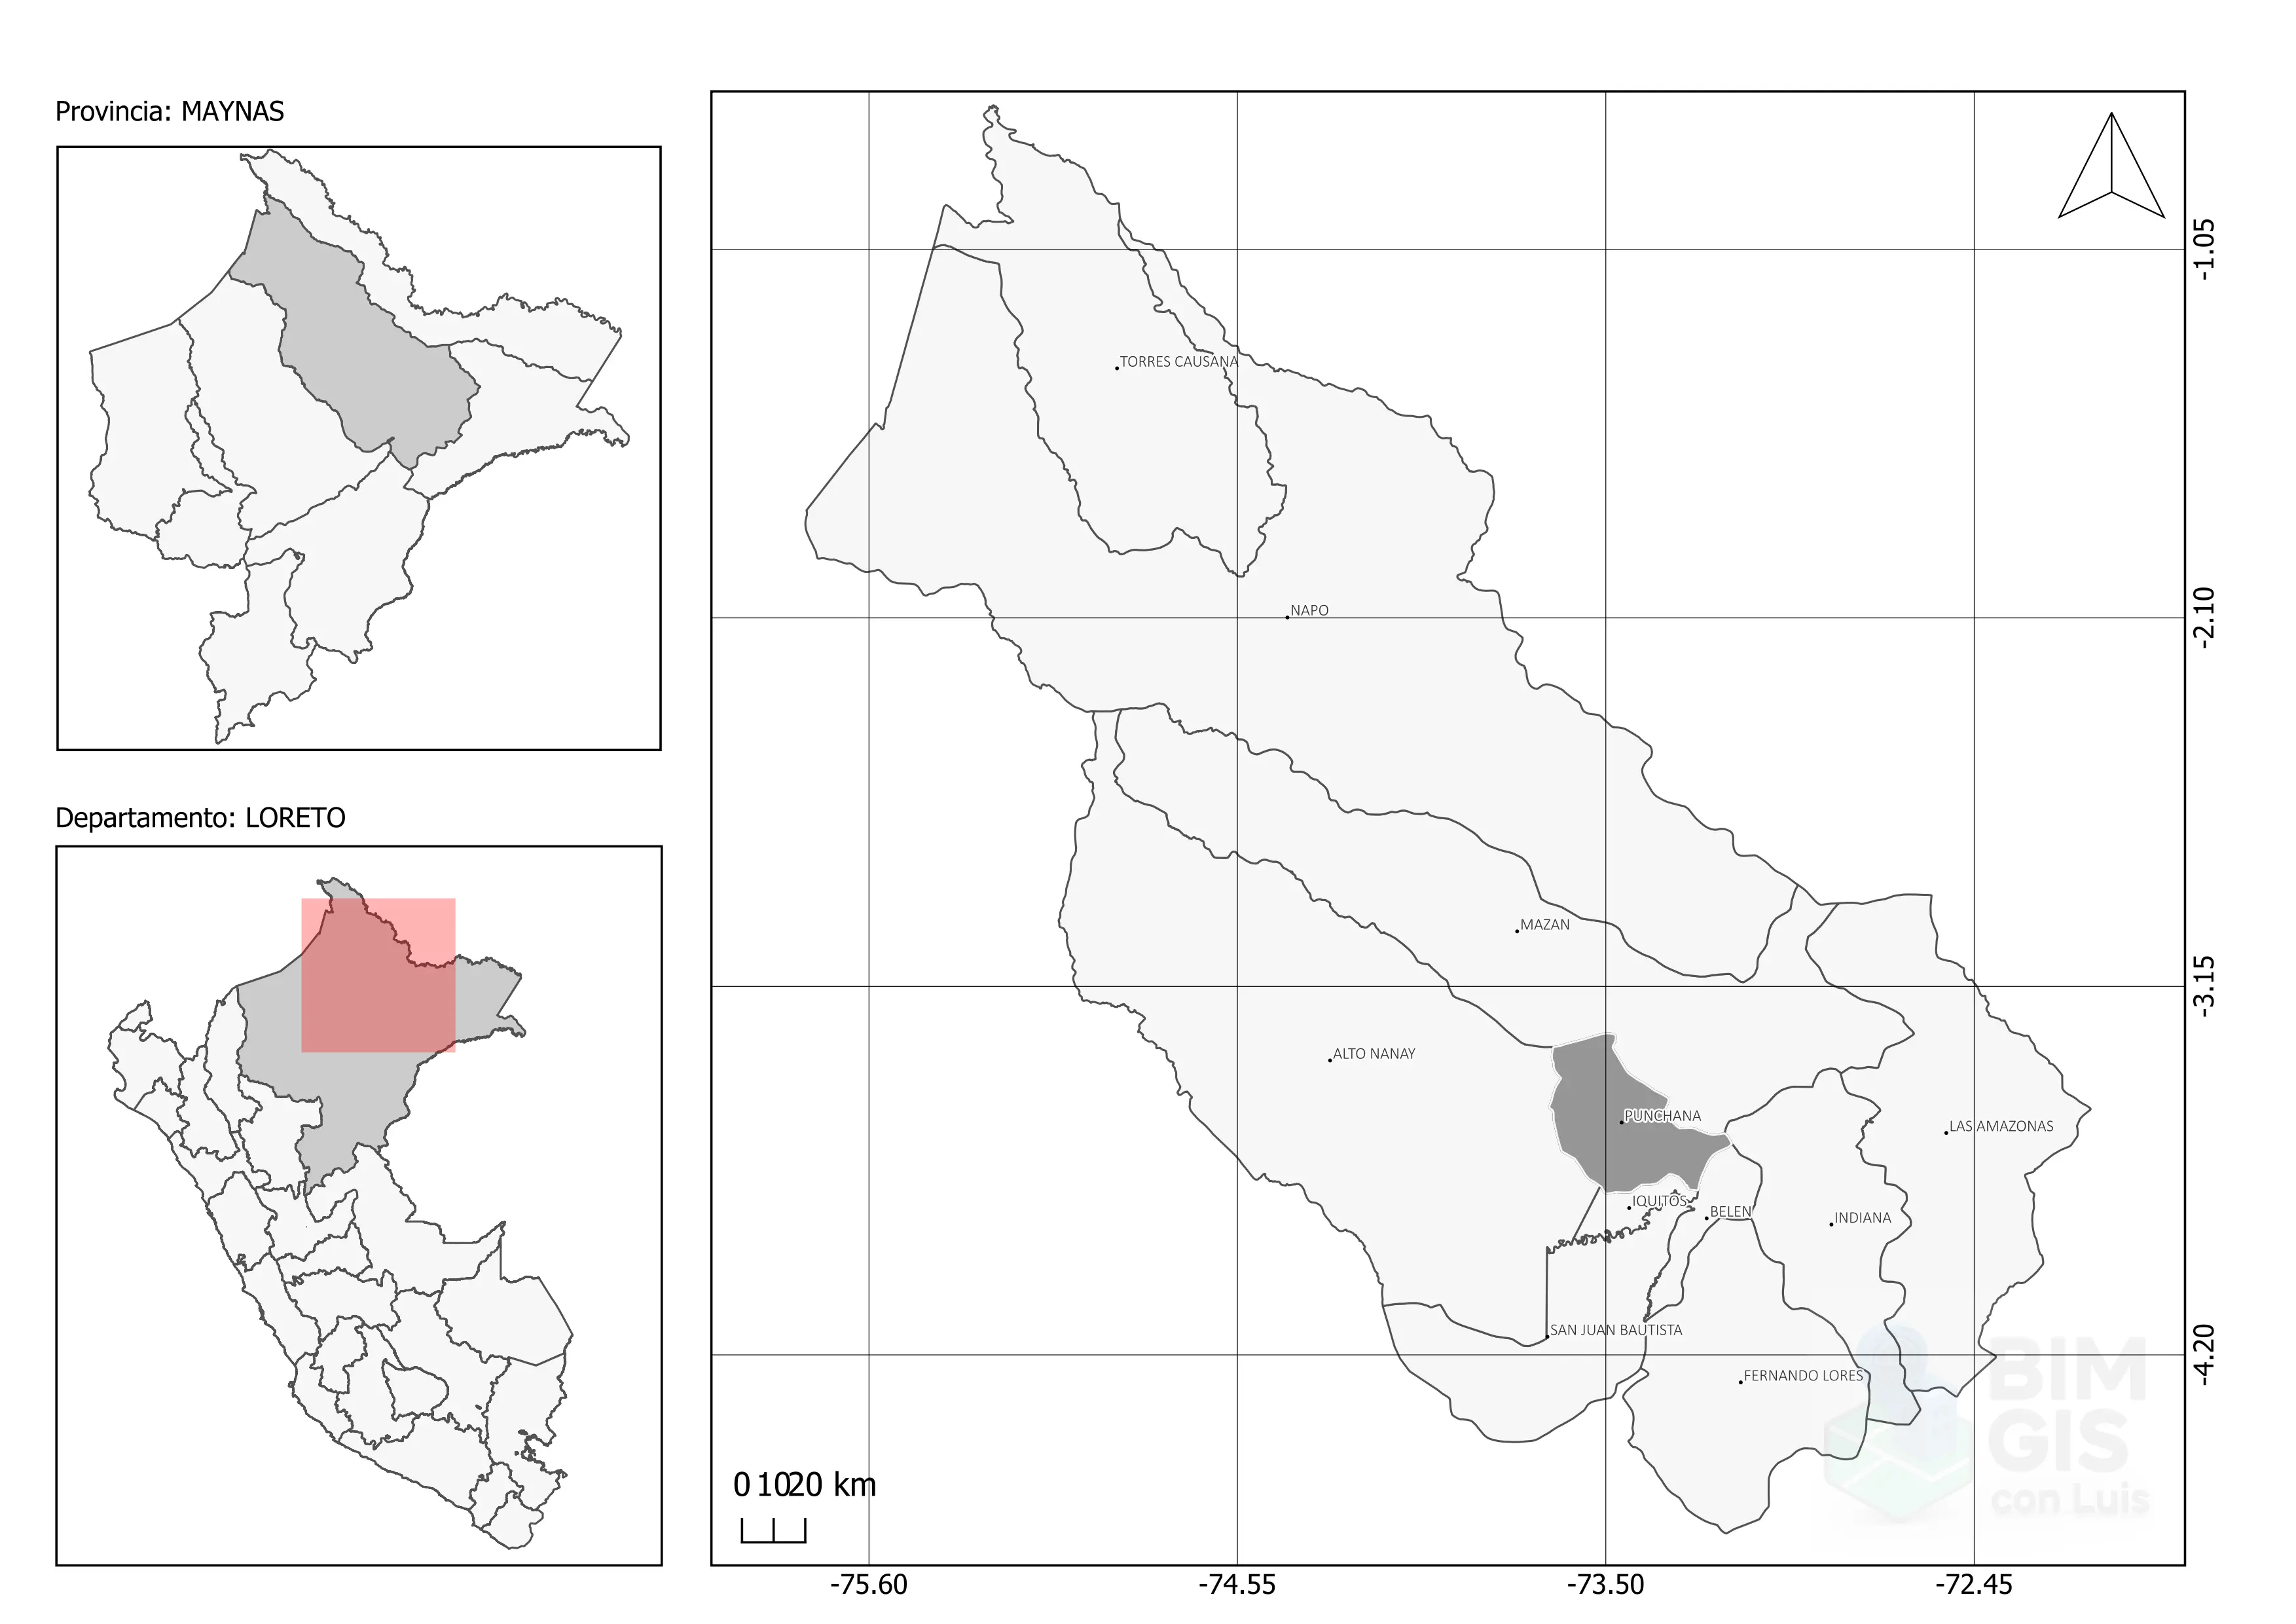 Provincia: MAYNAS
Departamento: LORETO
TORRES CAUSANA
NAPO
MAZAN
ALTO NANAY
PUNCHANA
LAS AMAZONAS
IQUITOS
BELEN
INDIANA
SAN JUAN BAUTISTA
FERNANDO LORES
-1.05
-2.10
-3.15
-4.20
0 10 20 km
-75.60 -74.55 -73.50 -72.45
BIM
GIS
con Luis